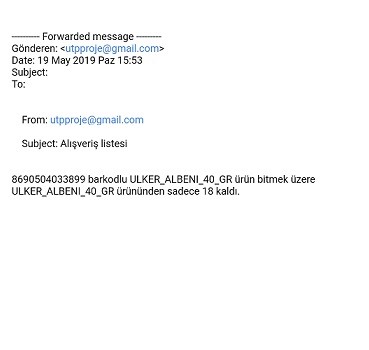 ---------- Forwarded message ---------
Gönderen: <utpproje@gmail.com>
Date: 19 May 2019 Paz 15:53
Subject:
To:
From: utpproje@gmail.com
Subject: Alışveriş listesi
8690504033899 barkodlu ULKER_ALBENI_40_GR ürün bitmek üzere
ULKER_ALBENI_40_GR ürününden sadece 18 kaldı.